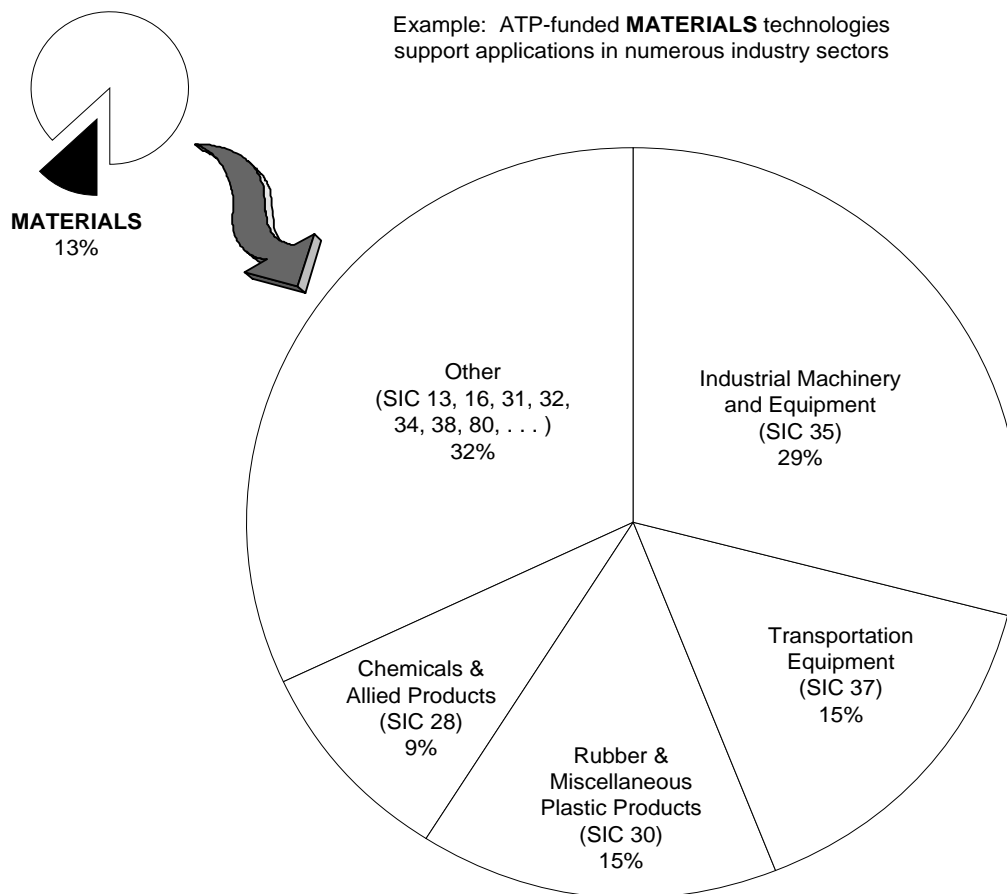 Example:  ATP-funded MATERIALS technologies
support applications in numerous industry sectors
MATERIALS
13%
Other
(SIC 13, 16, 31, 32,
34, 38, 80, . . . )
32%
Industrial Machinery
and Equipment
(SIC 35)
29%
Transportation
Equipment
(SIC 37)
15%
Chemicals &
Allied Products
(SIC 28)
9%
Rubber &
Miscellaneous
Plastic Products
(SIC 30)
15%